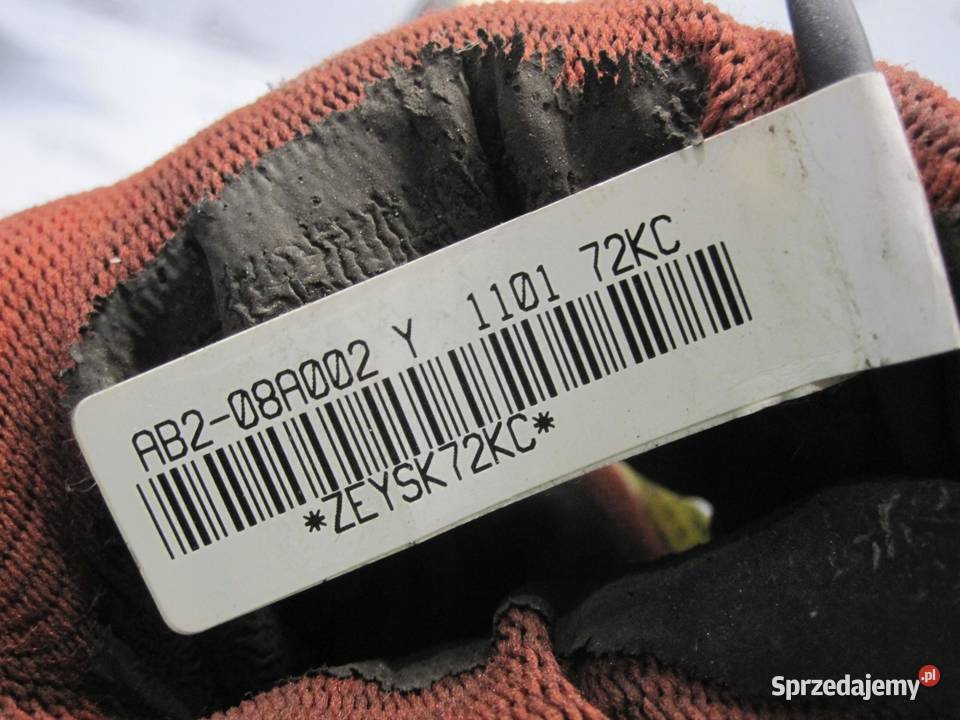 AB2-08A002 Y 1101 72KC
*ZEYSK72KC*
Sprzedajemy.pl